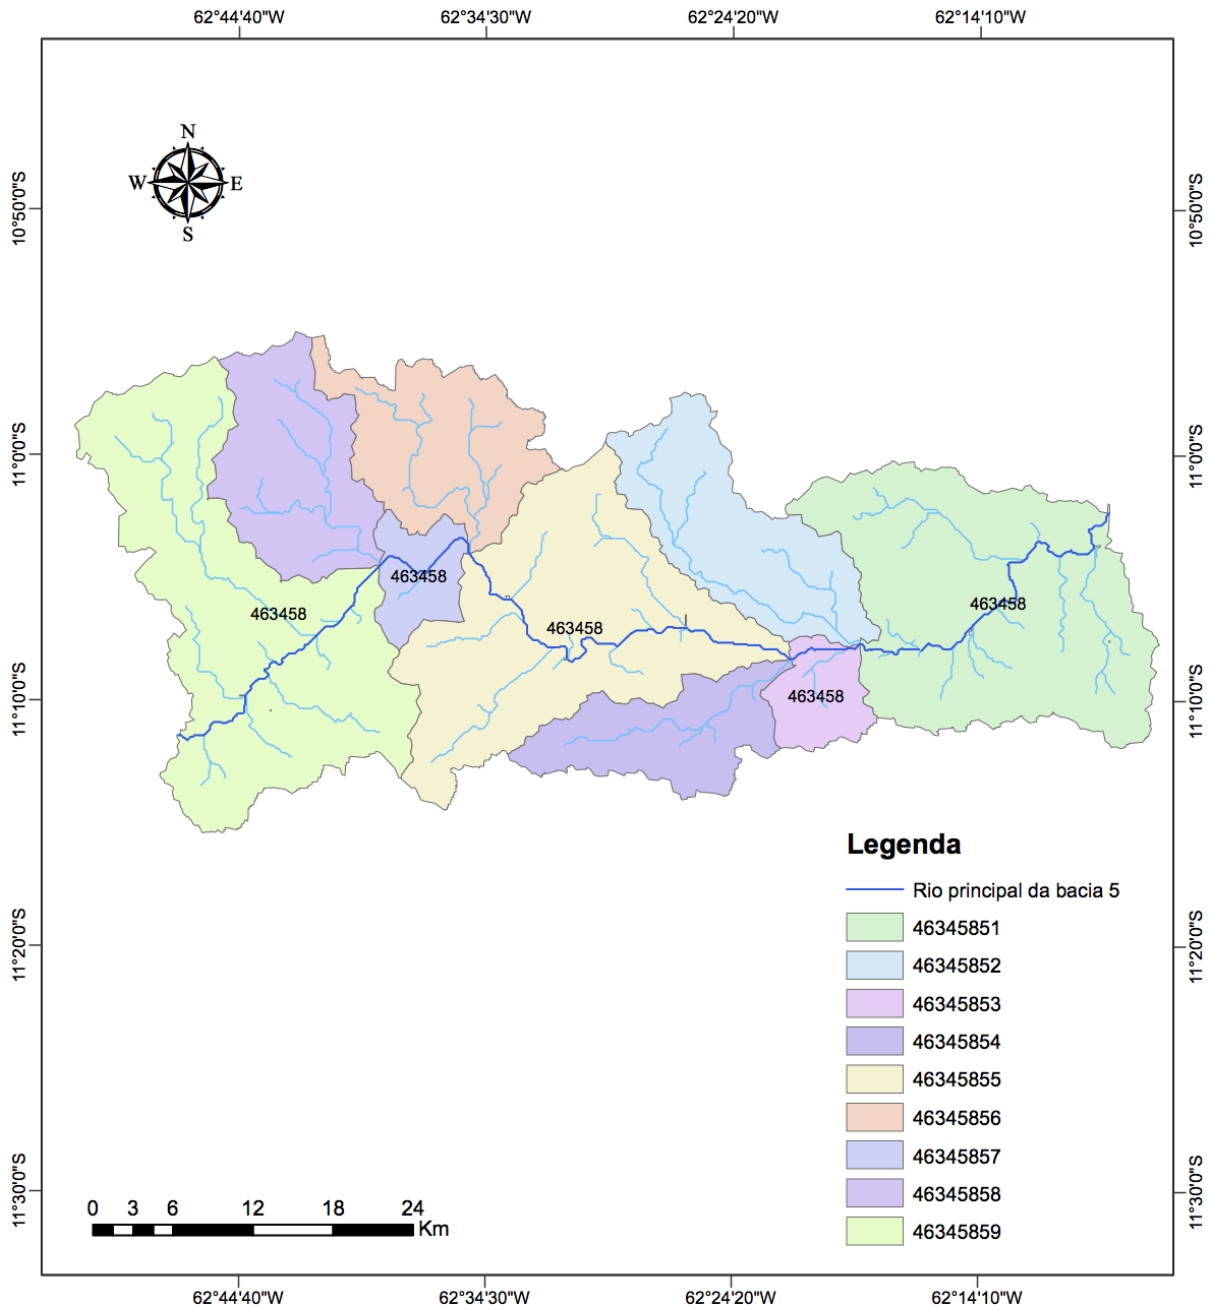 62°44'40"W 62°34'30"W 62°24'20"W 62°14'10"W
N
W E
S
10°50'0"S 10°50'0"S
11°0'0"S 11°0'0"S
463458
463458
463458
463458
463458
11°10'0"S 11°10'0"S
Legenda
Rio principal da bacia 5
46345851
46345852
46345853
46345854
46345855
46345856
46345857
46345858
46345859
11°20'0"S 11°20'0"S
11°30'0"S 11°30'0"S
0 3 6 12 18 24
Km
62°44'40"W 62°34'30"W 62°24'20"W 62°14'10"W